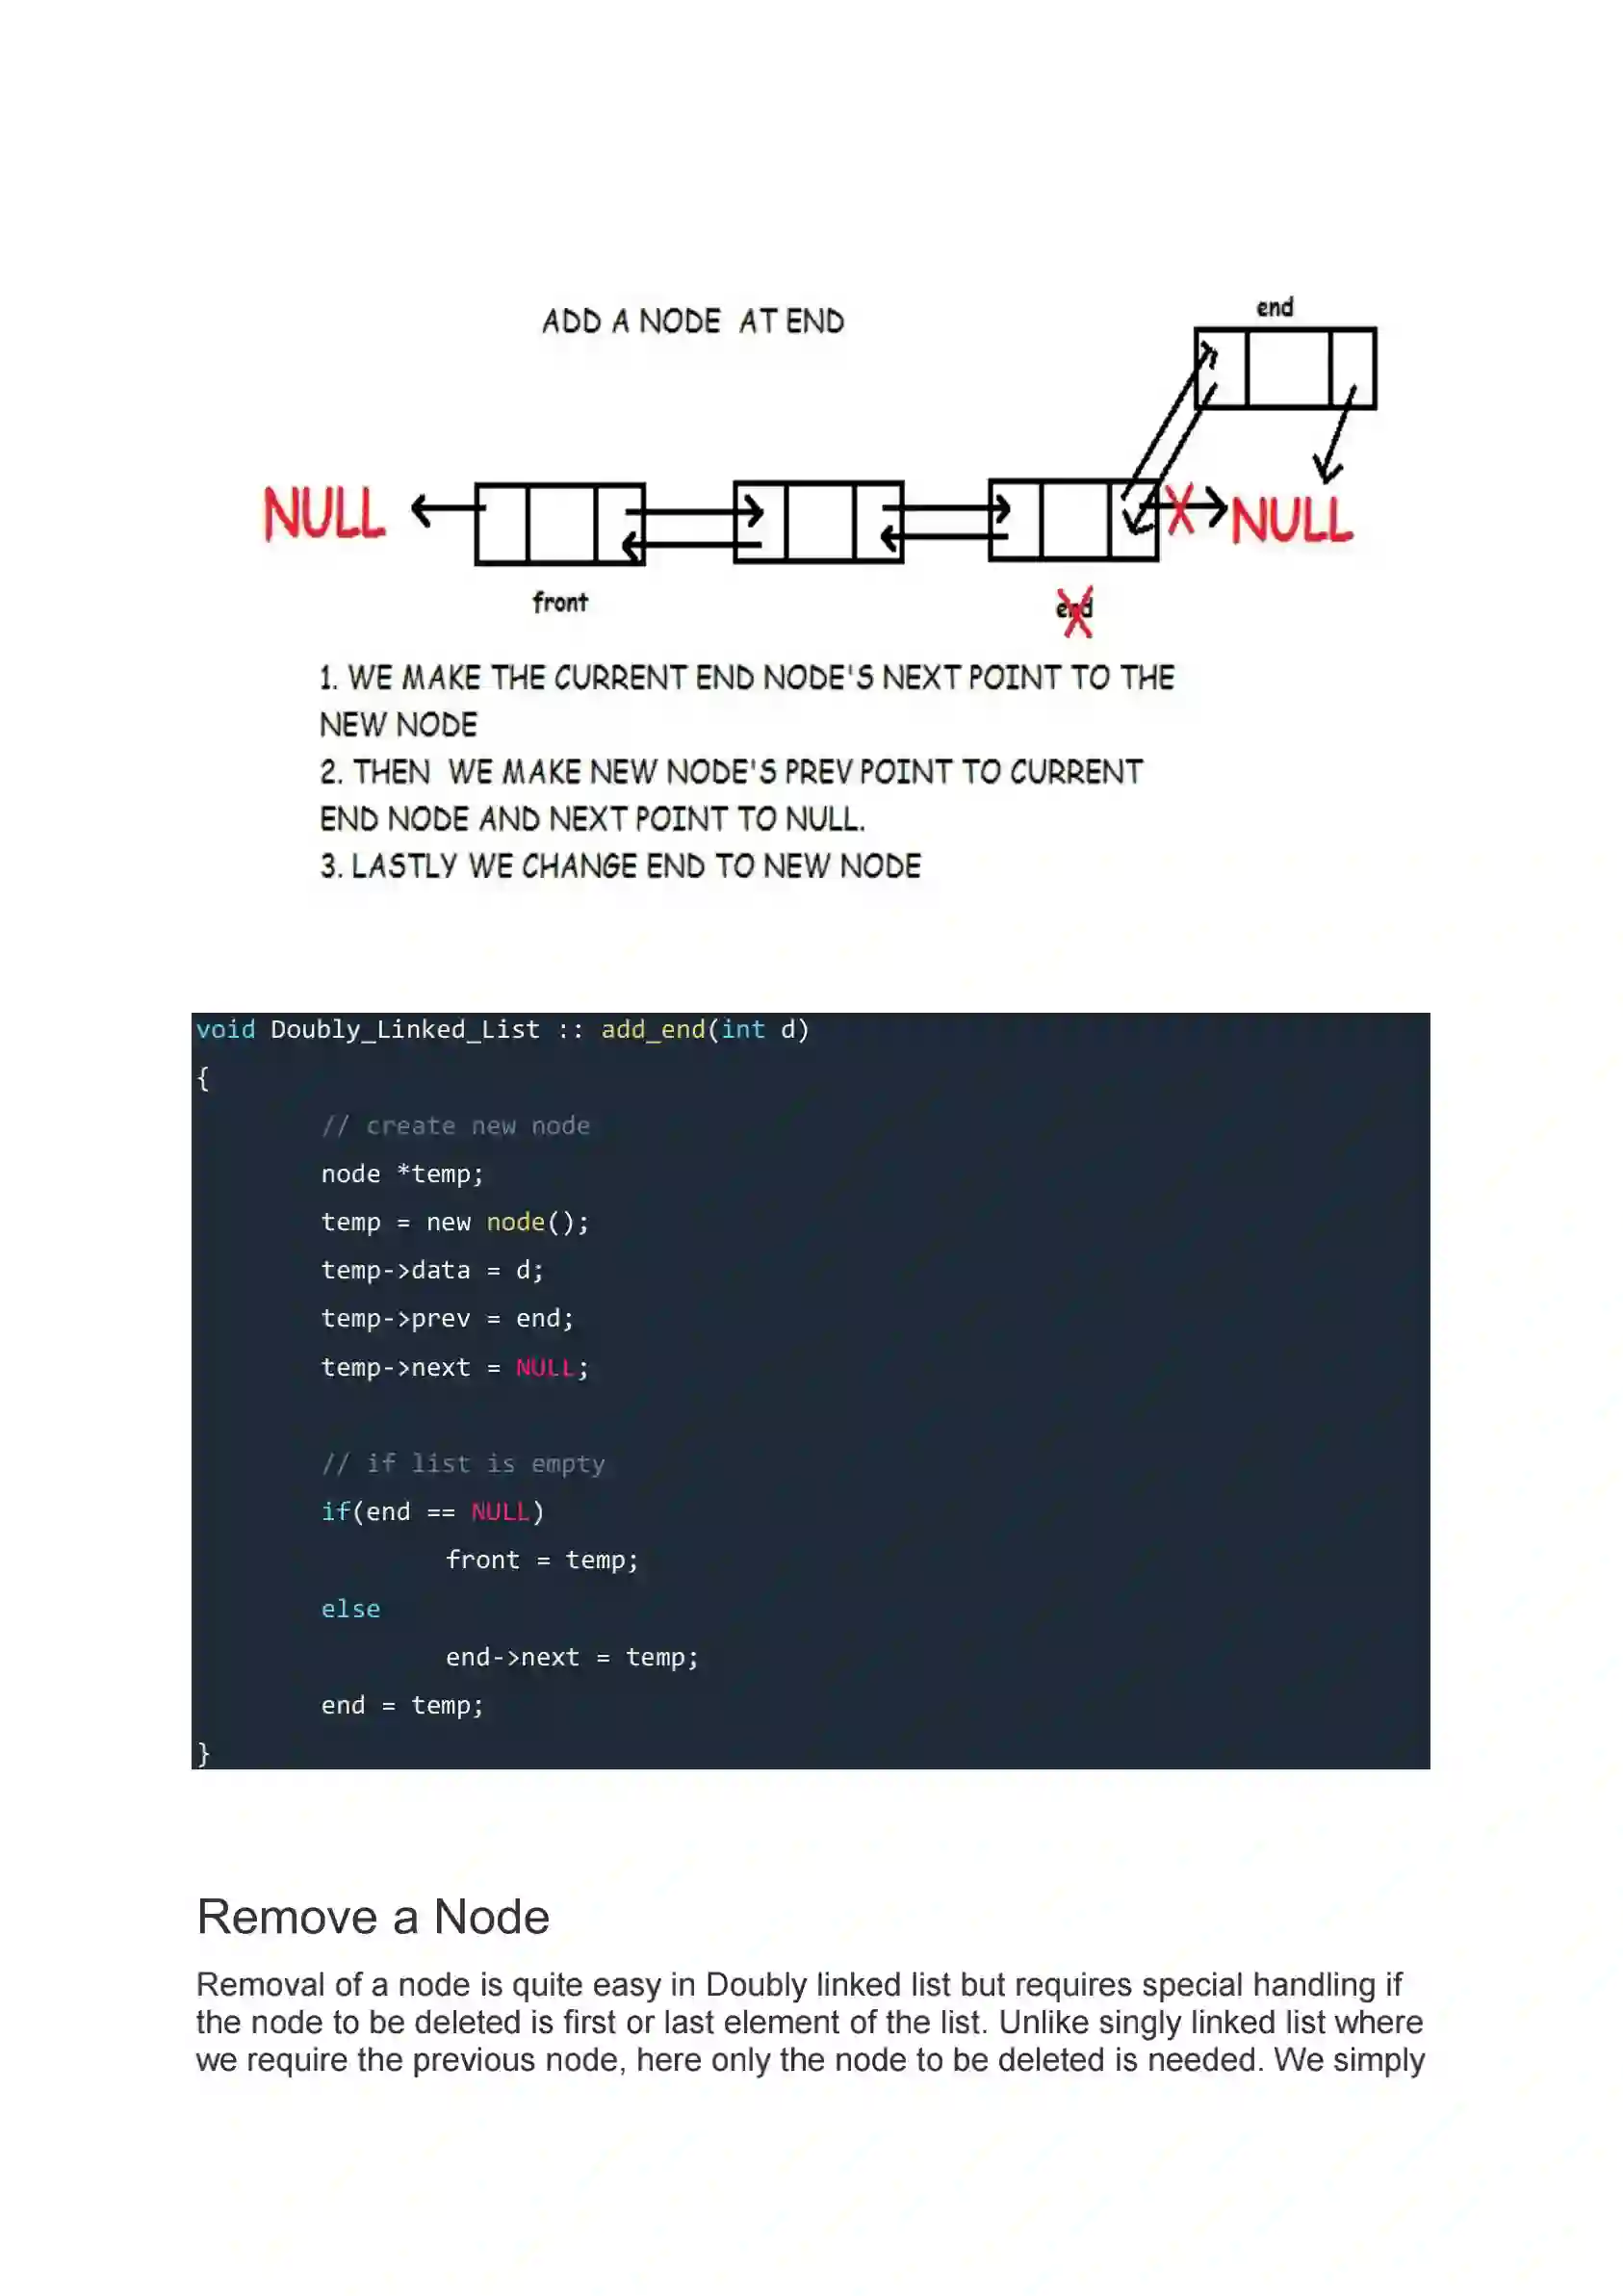 ADD A NODE AT END
end
NULL
NULL
front
end
1. WE MAKE THE CURRENT END NODE'S NEXT POINT TO THE
NEW NODE
2. THEN WE MAKE NEW NODE'S PREV POINT TO CURRENT
END NODE AND NEXT POINT TO NULL.
3. LASTLY WE CHANGE END TO NEW NODE
void Doubly_Linked_List :: add_end(int d)
{
// create new node
node *temp;
temp = new node();
temp->data = d;
temp->prev = end;
temp->next = NULL;
// if list is empty
if(end == NULL)
front = temp;
else
end->next = temp;
end = temp;
}
Remove a Node
Removal of a node is quite easy in Doubly linked list but requires special handling if
the node to be deleted is first or last element of the list. Unlike singly linked list where
we require the previous node, here only the node to be deleted is needed. We simply